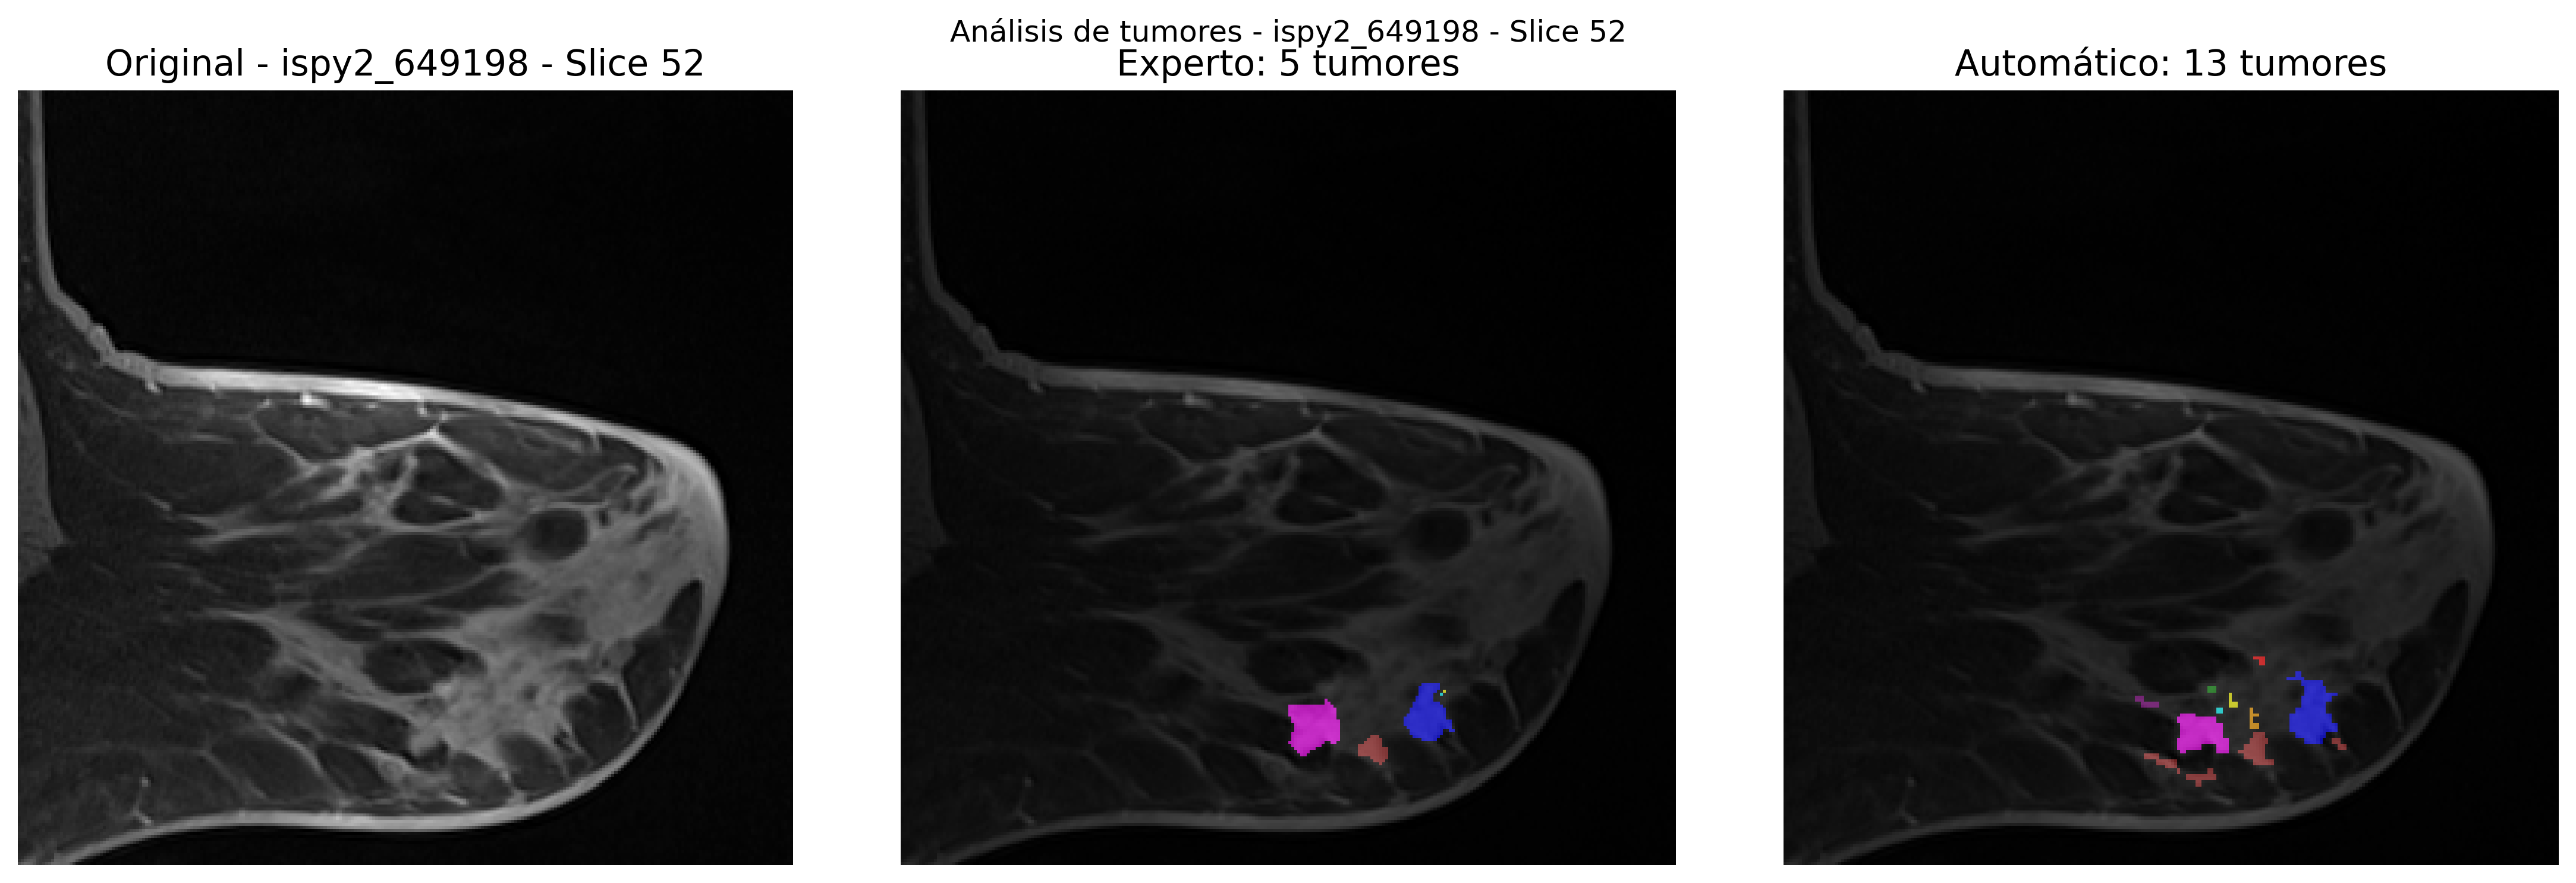 Análisis de tumores - ispy2_649198 - Slice 52
Original - ispy2_649198 - Slice 52
Experto: 5 tumores
Automático: 13 tumores